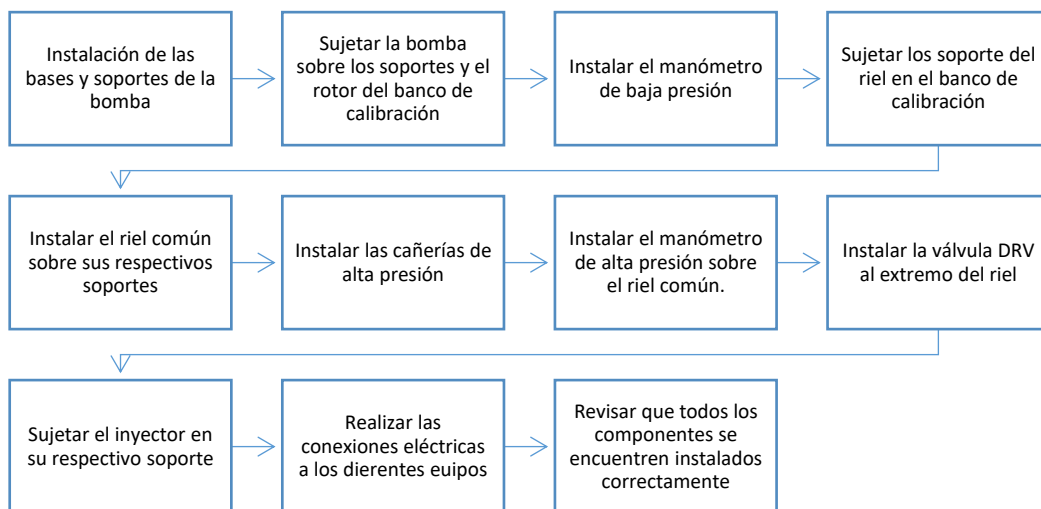 Instalación de las
bases y soportes de la
bomba
Sujetar la bomba
sobre los soportes y el
rotor del banco de
calibración
Instalar el manómetro
de baja presión
Sujetar los soporte del
riel en el banco de
calibración
Instalar el riel común
sobre sus respectivos
soportes
Instalar las cañerías de
alta presión
Instalar el manómetro
de alta presión sobre
el riel común.
Instalar la válvula DRV
al extremo del riel
Sujetar el inyector en
su respectivo soporte
Realizar las
conexiones eléctricas
a los dierentes euipos
Revisar que todos los
componentes se
encuentren instalados
correctamente